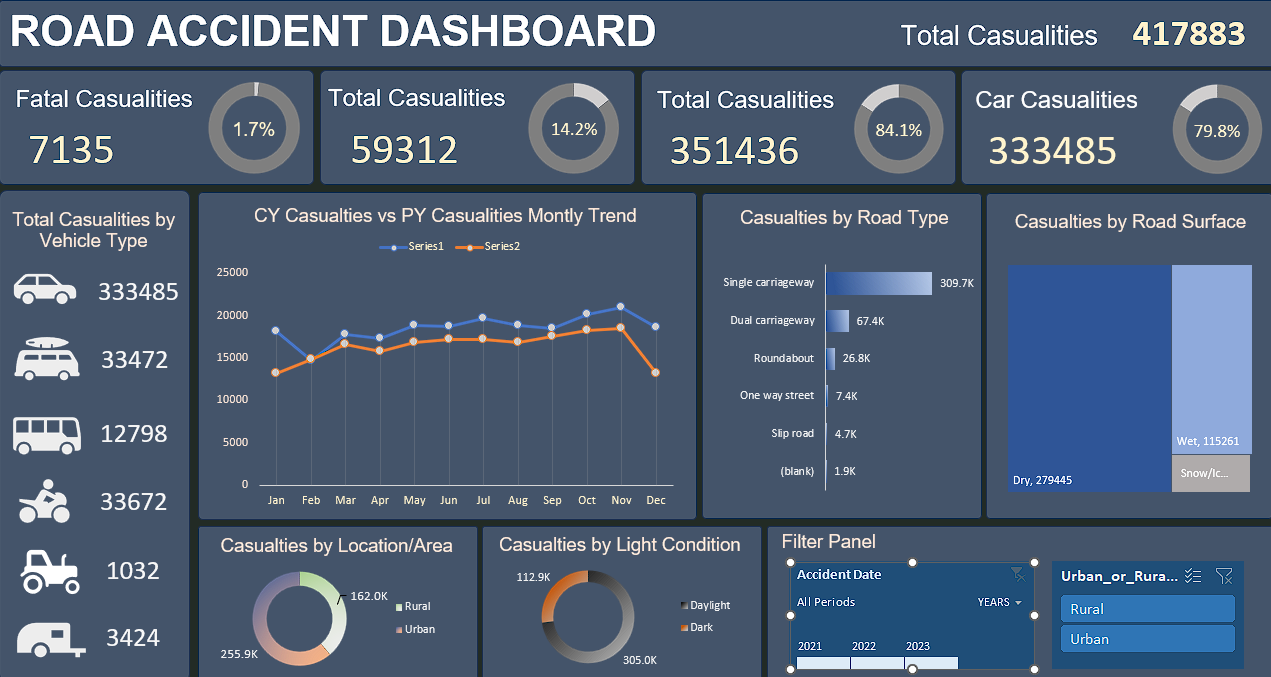 ROAD ACCIDENT DASHBOARD
Total Casualities 417883
Fatal Casualities
7135
1.7%
Total Casualities
59312
14.2%
Total Casualities
351436
84.1%
Car Casualities
333485
79.8%
Total Casualities by
Vehicle Type
333485
33472
12798
33672
1032
3424
CY Casualties vs PY Casualities Montly Trend
Series1 Series2
25000
20000
15000
10000
5000
0
Jan Feb Mar Apr May Jun Jul Aug Sep Oct Nov Dec
Casualties by Road Type
Single carriageway 309.7K
Dual carriageway 67.4K
Roundabout 26.8K
One way street 7.4K
Slip road 4.7K
(blank) 1.9K
Casualties by Road Surface
Wet, 115261
Snow/Ic...
Dry, 279445
Casualties by Location/Area
162.0K
Rural
Urban
255.9K
Casualties by Light Condition
112.9K
Daylight
Dark
305.0K
Filter Panel
Accident Date
All Periods YEARS
2021 2022 2023
Urban_or_Rura...
Rural
Urban